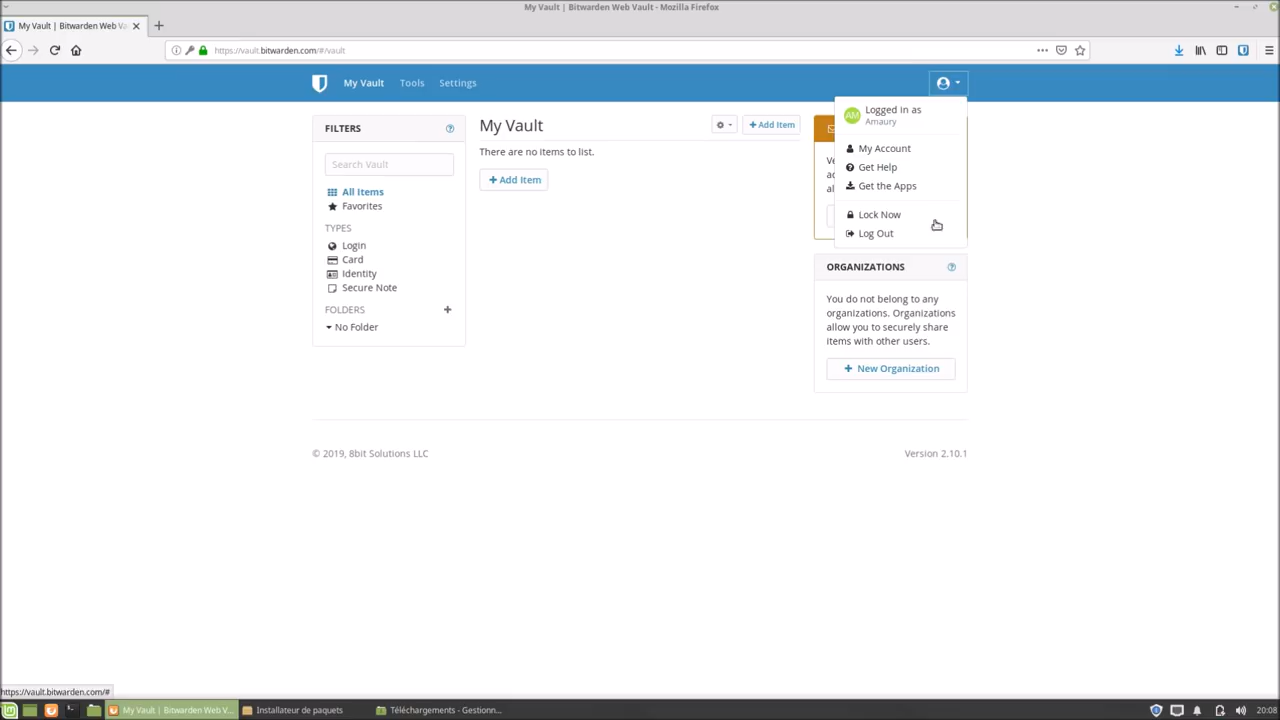 My Vault | Bitwarden Web Vault - Mozilla Firefox
My Vault | Bitwarden Web Va
https://vault.bitwarden.com/#/vault
My Vault
Tools
Settings
Logged in as
AM
Amaury
My Account
Get Help
Get the Apps
Lock Now
Log Out
FILTERS
Search Vault
All Items
Favorites
TYPES
Login
Card
Identity
Secure Note
FOLDERS
No Folder
My Vault
Add Item
There are no items to list.
Add Item
ORGANIZATIONS
You do not belong to any
organizations. Organizations
allow you to securely share
items with other users.
New Organization
© 2019, 8bit Solutions LLC
Version 2.10.1
https://vault.bitwarden.com/#
My Vault | Bitwarden Web V...
Installateur de paquets
Téléchargements - Gestionn...
20:08